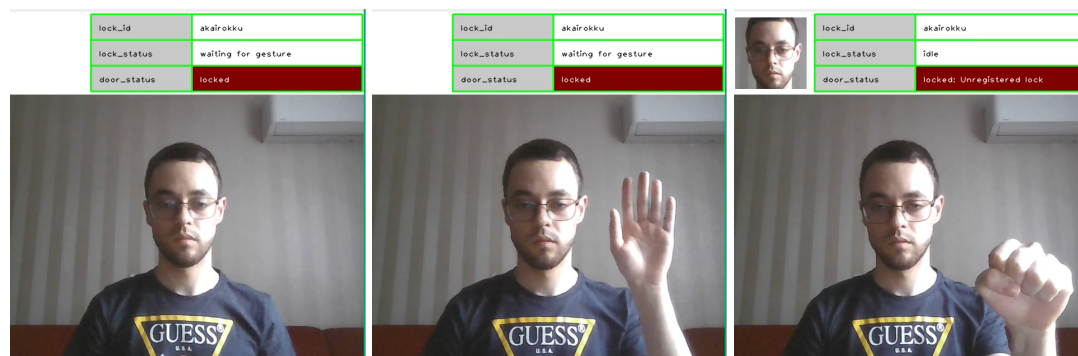 lock_id akairokku
lock_status waiting for gesture
door_status locked
GUESS®
U.S.A.
lock_id akairokku
lock_status waiting for gesture
door_status locked
GUESS®
U.S.A.
lock_id akairokku
lock_status idle
door_status locked: Unregistered lock
GUESS®
U.S.A.